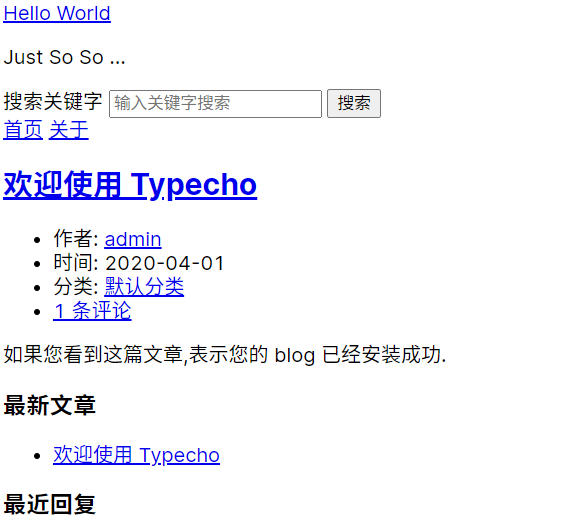 Hello World
Just So So ...
搜索关键字 输入关键字搜索 搜索
首页 关于
欢迎使用 Typecho
作者: admin
时间: 2020-04-01
分类: 默认分类
1 条评论
如果您看到这篇文章,表示您的 blog 已经安装成功.
最新文章
欢迎使用 Typecho
最近回复